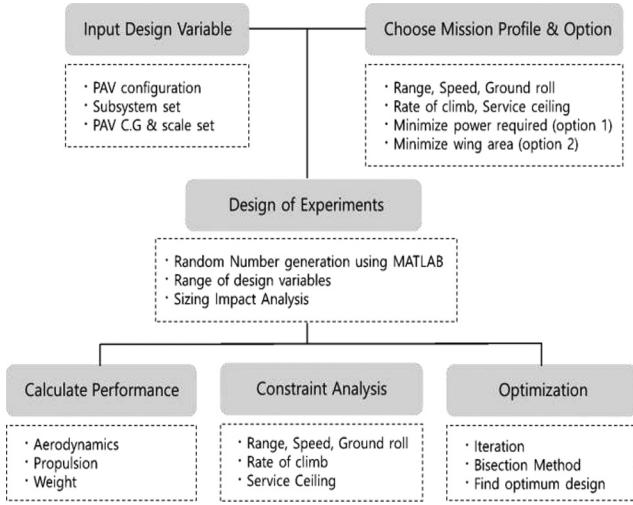 Input Design Variable
· PAV configuration
· Subsystem set
· PAV C.G & scale set
Choose Mission Profile & Option
· Range, Speed, Ground roll
· Rate of climb, Service ceiling
· Minimize power required (option 1)
· Minimize wing area (option 2)
Design of Experiments
· Random Number generation using MATLAB
· Range of design variables
· Sizing Impact Analysis
Calculate Performance
· Aerodynamics
· Propulsion
· Weight
Constraint Analysis
· Range, Speed, Ground roll
· Rate of climb
· Service Ceiling
Optimization
· Iteration
· Bisection Method
· Find optimum design